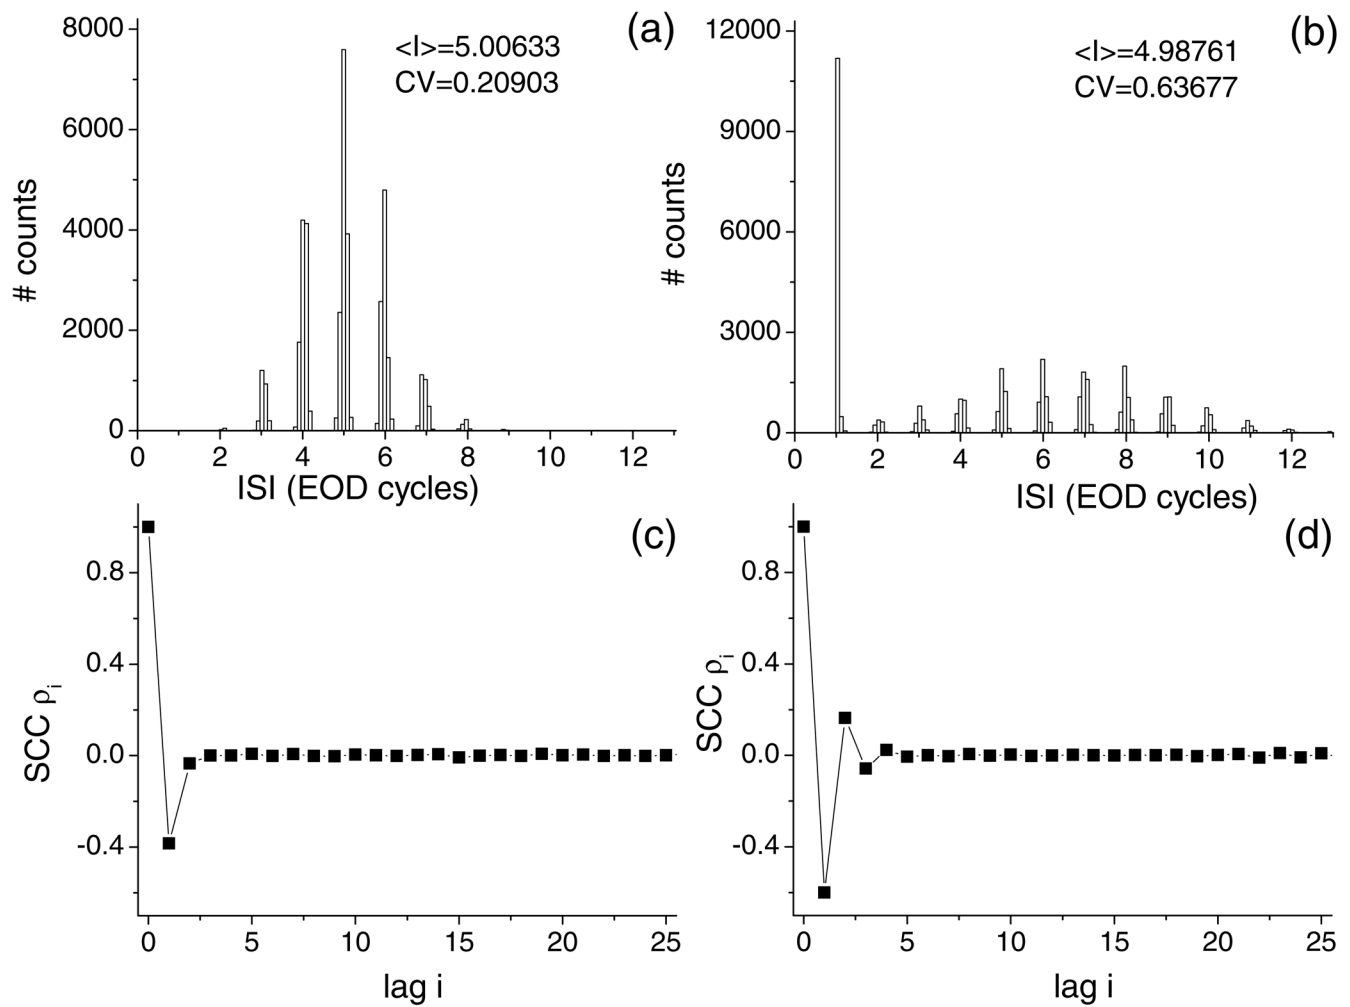 (a)
<I>=5.00633
CV=0.20903
8000
6000
4000
2000
0
# counts
0 2 4 6 8 10 12
ISI (EOD cycles)
(b)
<I>=4.98761
CV=0.63677
12000
9000
6000
3000
0
# counts
0 2 4 6 8 10 12
ISI (EOD cycles)
(c)
0.8
0.4
0.0
-0.4
SCC ρi
0 5 10 15 20 25
lag i
(d)
0.8
0.4
0.0
-0.4
SCC ρi
0 5 10 15 20 25
lag i